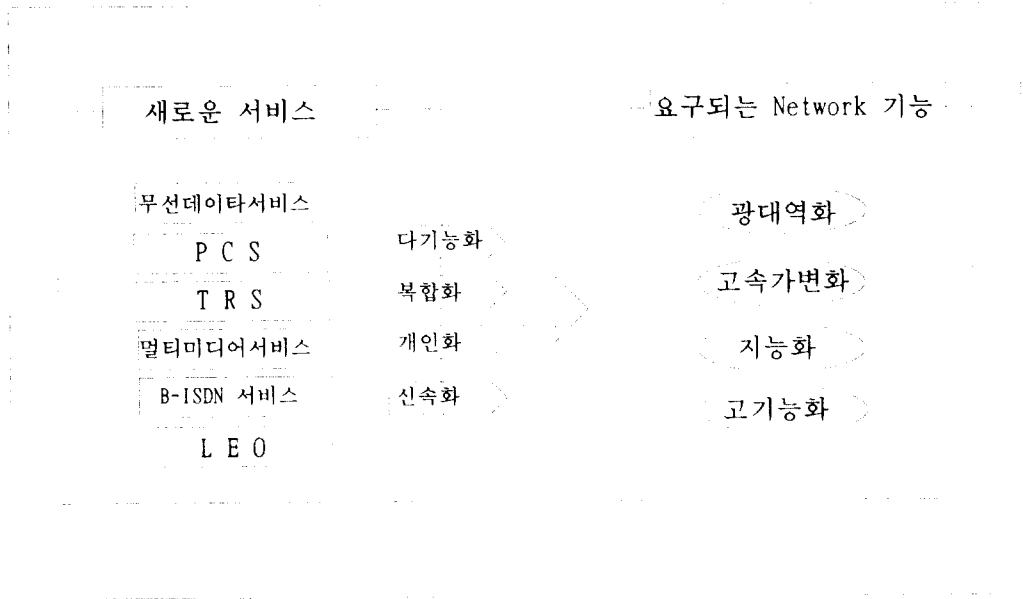 새로운 서비스
요구되는 Network 기능
무선데이타서비스
P C S
T R S
멀티미디어서비스
B-ISDN 서비스
L E O
다기능화
복합화
개인화
신속화
광대역화
고속가변화
지능화
고기능화